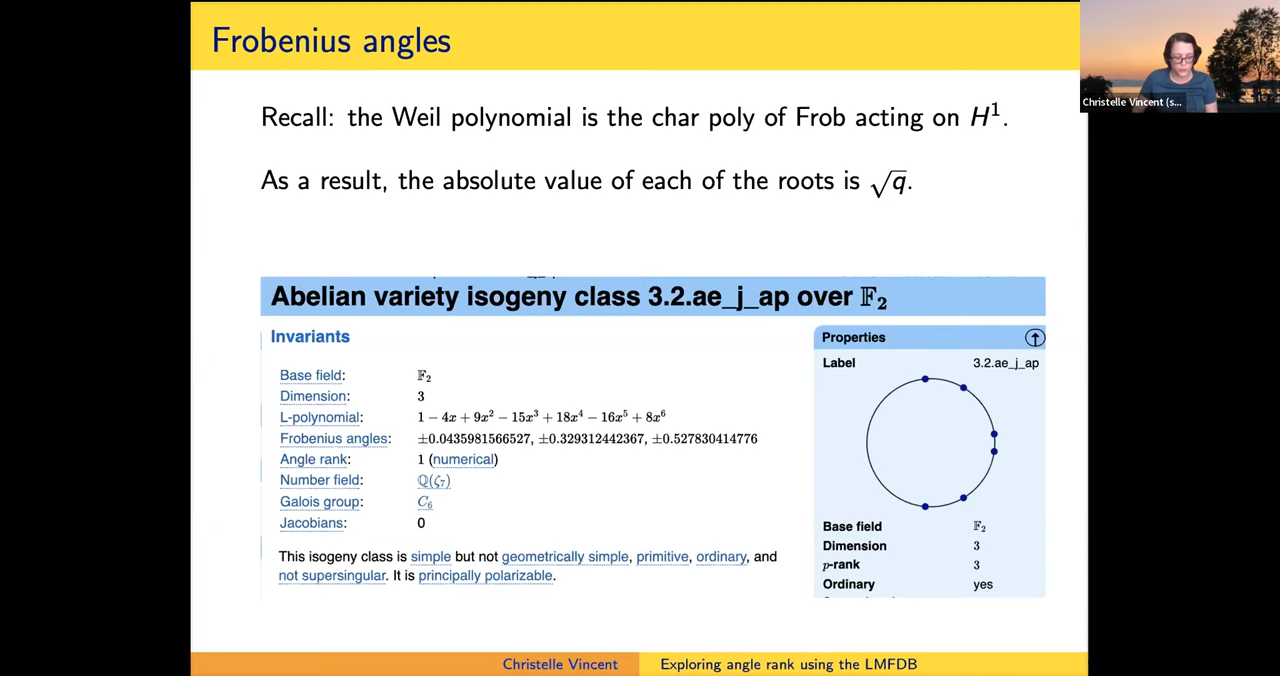 Frobenius angles
Christelle Vincent (s...
Recall: the Weil polynomial is the char poly of Frob acting on H¹.
As a result, the absolute value of each of the roots is √q.
Abelian variety isogeny class 3.2.ae_j_ap over 𝔽₂
Invariants
Base field: 𝔽₂
Dimension: 3
L-polynomial: 1 − 4x + 9x² − 15x³ + 18x⁴ − 16x⁵ + 8x⁶
Frobenius angles: ±0.0435981566527, ±0.329312442367, ±0.527830414776
Angle rank: 1 (numerical)
Number field: ℚ(ζ₇)
Galois group: C₆
Jacobians: 0
This isogeny class is simple but not geometrically simple, primitive, ordinary, and
not supersingular. It is principally polarizable.
Properties
Label 3.2.ae_j_ap
Base field 𝔽₂
Dimension 3
p-rank 3
Ordinary yes
Christelle Vincent Exploring angle rank using the LMFDB